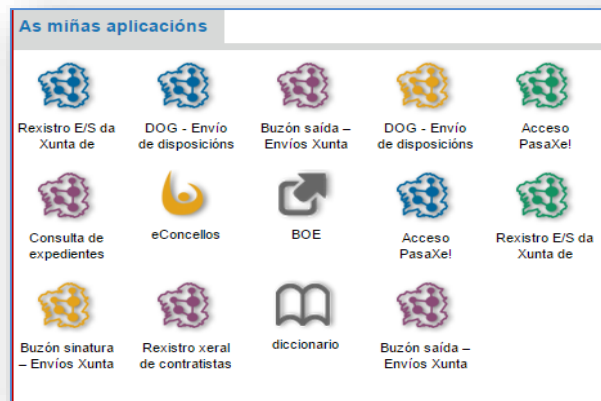 As miñas aplicacións
Rexistro E/S da
Xunta de
DOG - Envío
de disposicións
Buzón saída –
Envíos Xunta
DOG - Envío
de disposicións
Acceso
PasaXe!
Consulta de
expedientes
eConcellos
BOE
Acceso
PasaXe!
Rexistro E/S da
Xunta de
Buzón sinatura
– Envíos Xunta
Rexistro xeral
de contratistas
diccionario
Buzón saída –
Envíos Xunta